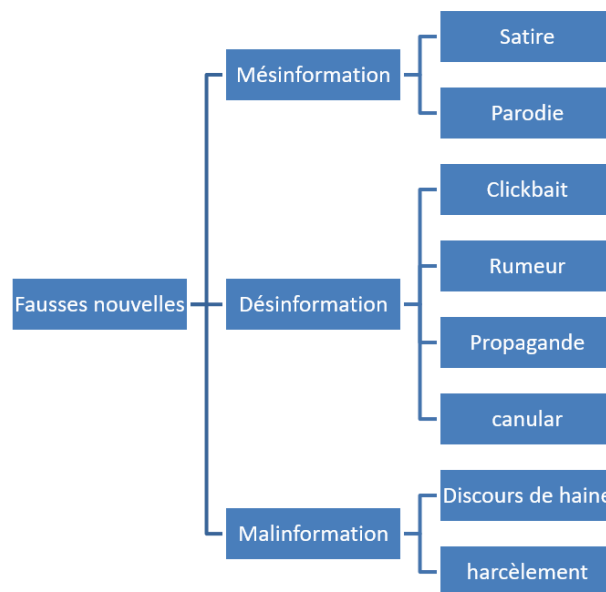 Fausses nouvelles
Mésinformation
Satire
Parodie
Désinformation
Clickbait
Rumeur
Propagande
canular
Malinformation
Discours de haine
harcèlement